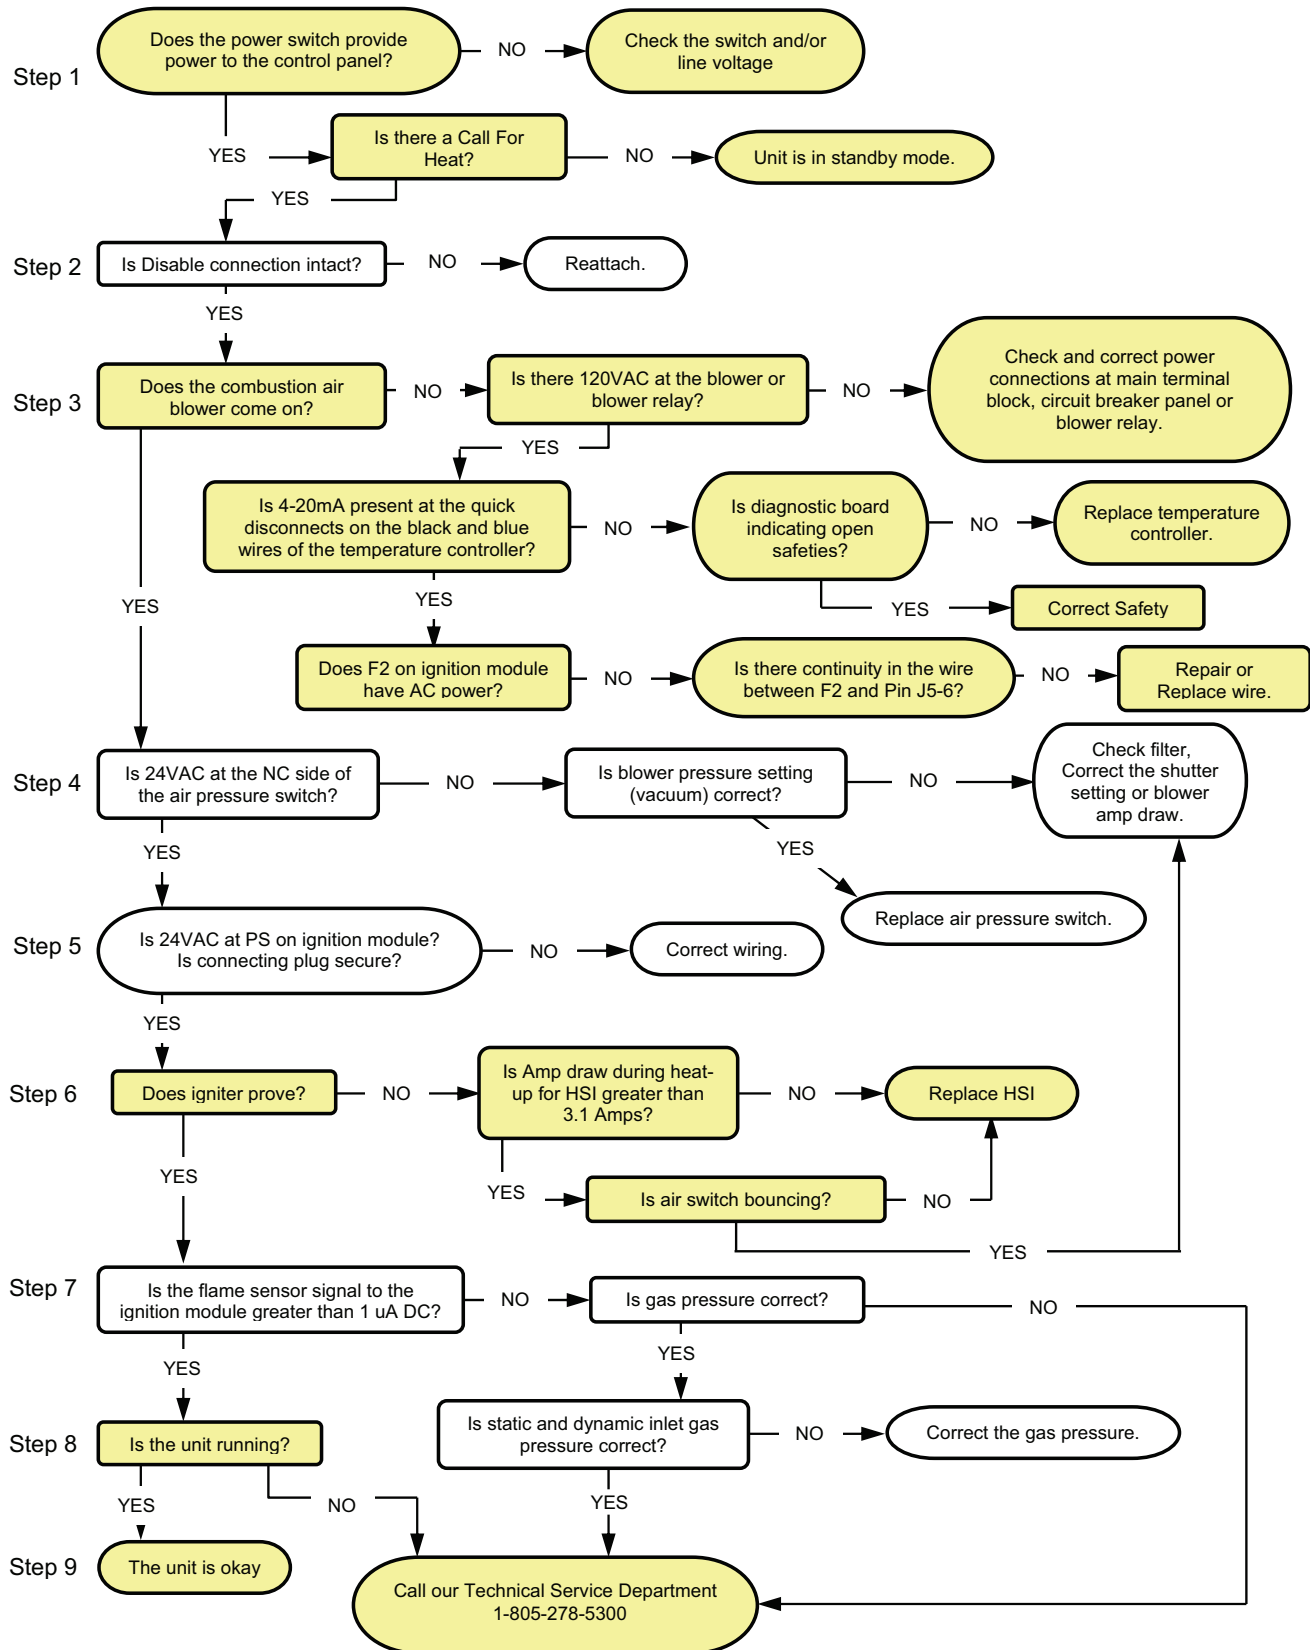 Step 1
Does the power switch provide
power to the control panel?
NO
Check the switch and/or
line voltage
YES
Is there a Call For
Heat?
NO
Unit is in standby mode.
YES
Step 2
Is Disable connection intact?
NO
Reattach.
YES
Step 3
Does the combustion air
blower come on?
NO
Is there 120VAC at the blower or
blower relay?
NO
Check and correct power
connections at main terminal
block, circuit breaker panel or
blower relay.
YES
Is 4-20mA present at the quick
disconnects on the black and blue
wires of the temperature controller?
NO
Is diagnostic board
indicating open
safeties?
NO
Replace temperature
controller.
YES
YES
YES
Correct Safety
Does F2 on ignition module
have AC power?
NO
Is there continuity in the wire
between F2 and Pin J5-6?
NO
Repair or
Replace wire.
Step 4
Is 24VAC at the NC side of
the air pressure switch?
NO
Is blower pressure setting
(vacuum) correct?
NO
Check filter,
Correct the shutter
setting or blower
amp draw.
YES
YES
Replace air pressure switch.
Step 5
Is 24VAC at PS on ignition module?
Is connecting plug secure?
NO
Correct wiring.
YES
Step 6
Does igniter prove?
NO
Is Amp draw during heat-
up for HSI greater than
3.1 Amps?
NO
Replace HSI
YES
YES
Is air switch bouncing?
NO
YES
Step 7
Is the flame sensor signal to the
ignition module greater than 1 uA DC?
NO
Is gas pressure correct?
NO
YES
YES
Step 8
Is the unit running?
Is static and dynamic inlet gas
pressure correct?
NO
Correct the gas pressure.
YES
NO
YES
Step 9
The unit is okay
Call our Technical Service Department
1-805-278-5300